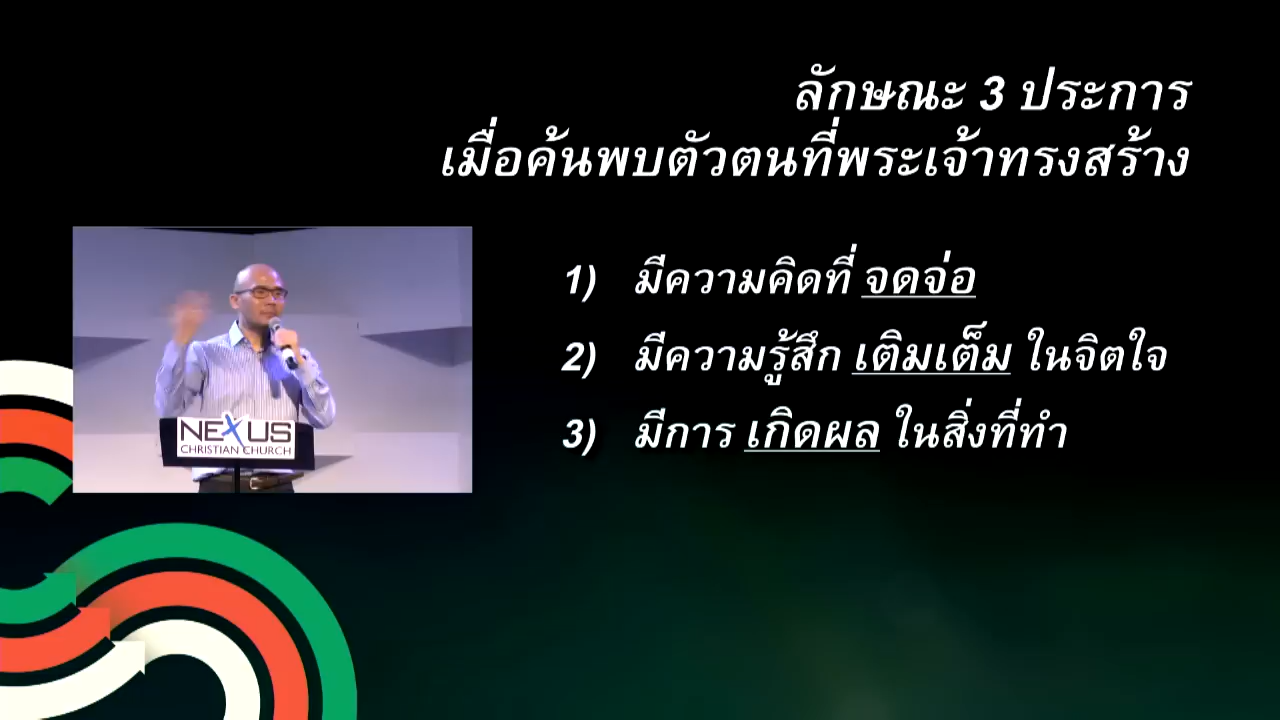 ลักษณะ 3 ประการ
เมื่อค้นพบตัวตนที่พระเจ้าทรงสร้าง
1) มีความคิดที่ จดจ่อ
2) มีความรู้สึก เติมเต็ม ในจิตใจ
3) มีการ เกิดผล ในสิ่งที่ทำ
NEXUS
CHRISTIAN CHURCH